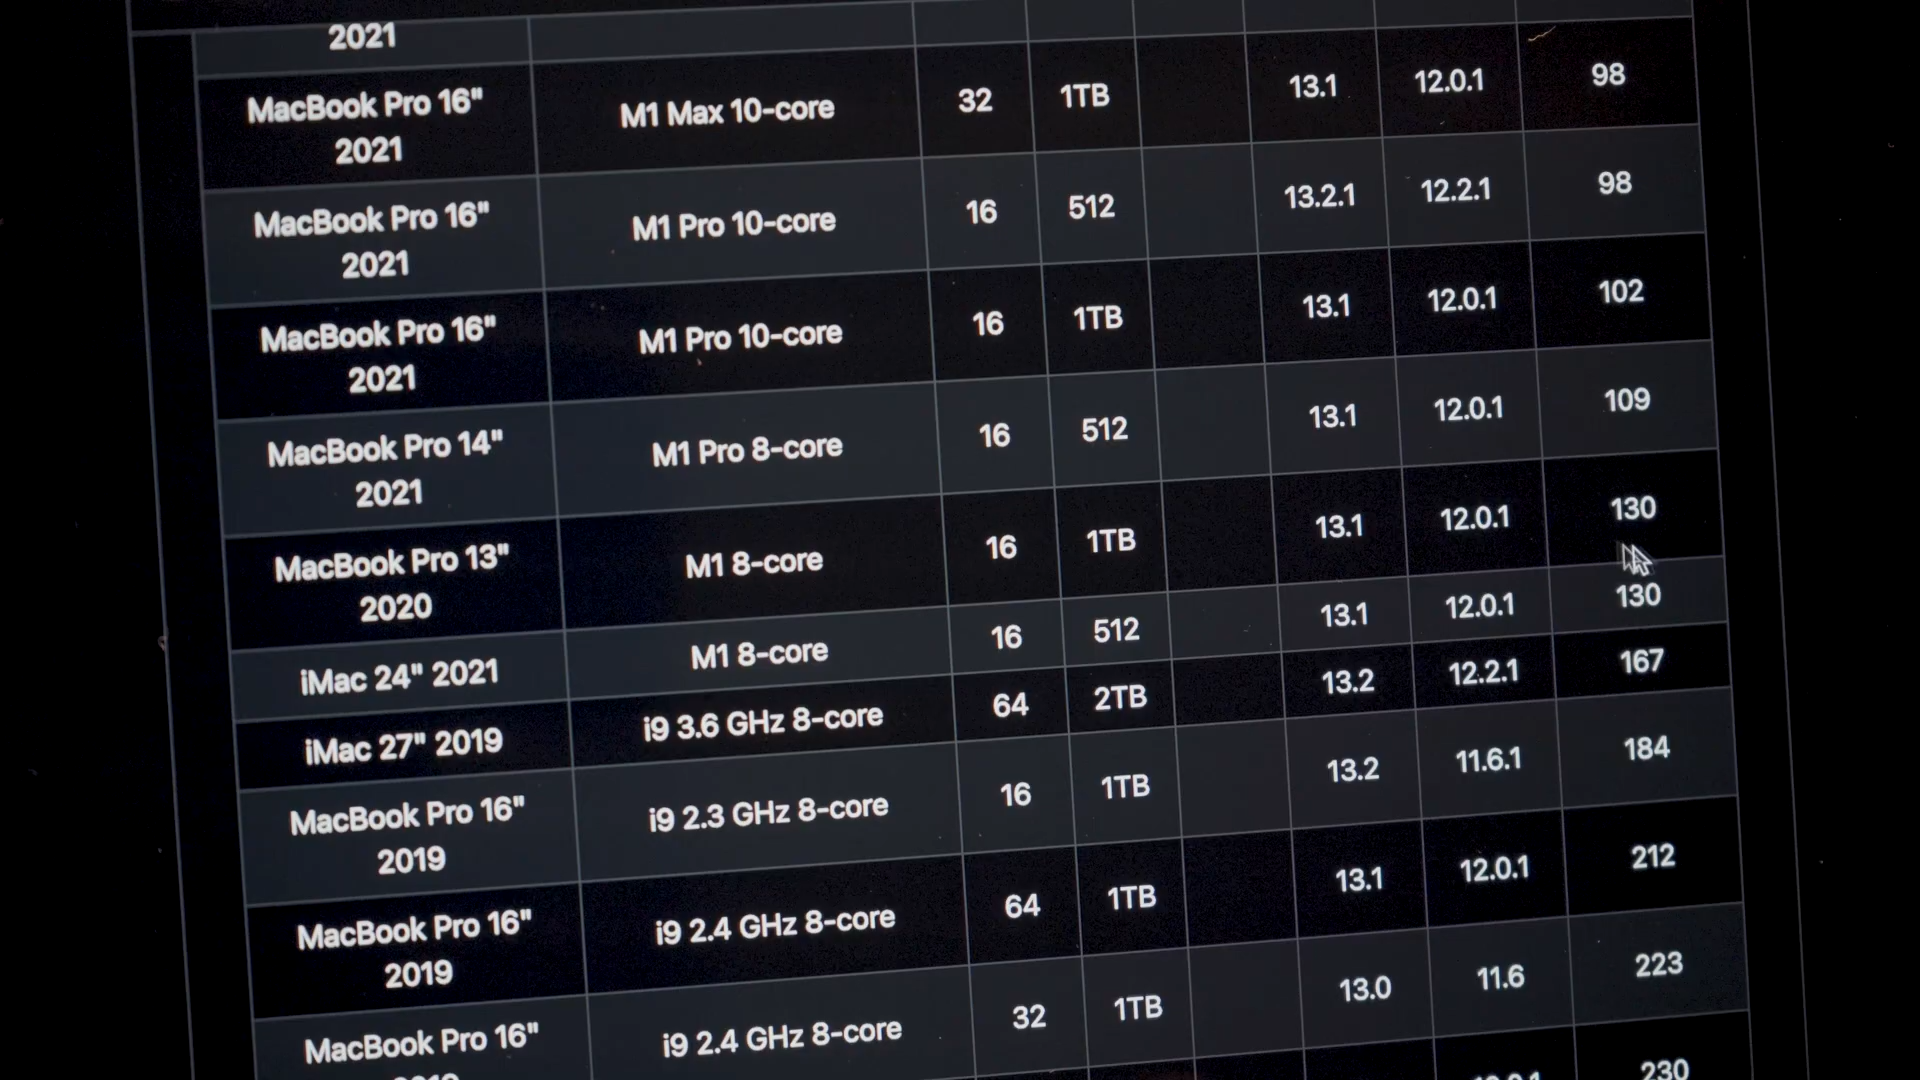 2021
MacBook Pro 16" 2021 M1 Max 10-core 32 1TB 13.1 12.0.1 98
MacBook Pro 16" 2021 M1 Pro 10-core 16 512 13.2.1 12.2.1 98
MacBook Pro 16" 2021 M1 Pro 10-core 16 1TB 13.1 12.0.1 102
MacBook Pro 14" 2021 M1 Pro 8-core 16 512 13.1 12.0.1 109
MacBook Pro 13" 2020 M1 8-core 16 1TB 13.1 12.0.1 130
iMac 24" 2021 M1 8-core 16 512 13.1 12.0.1 130
iMac 27" 2019 i9 3.6 GHz 8-core 64 2TB 13.2 12.2.1 167
MacBook Pro 16" 2019 i9 2.3 GHz 8-core 16 1TB 13.2 11.6.1 184
MacBook Pro 16" 2019 i9 2.4 GHz 8-core 64 1TB 13.1 12.0.1 212
MacBook Pro 16" i9 2.4 GHz 8-core 32 1TB 13.0 11.6 223
230